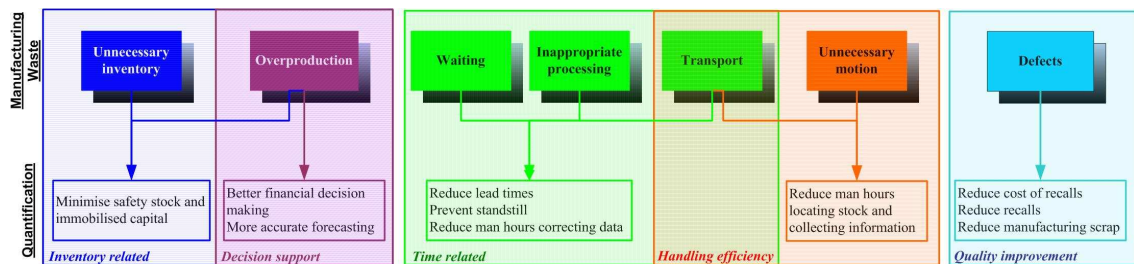 Manufacturing
Waste
Unnecessary
inventory
Overproduction
Waiting
Inappropriate
processing
Transport
Unnecessary
motion
Defects
Quantification
Minimise safety stock and
immobilised capital
Better financial decision
making
More accurate forecasting
Reduce lead times
Prevent standstill
Reduce man hours correcting data
Reduce man hours
locating stock and
collecting information
Reduce cost of recalls
Reduce recalls
Reduce manufacturing scrap
Inventory related
Decision support
Time related
Handling efficiency
Quality improvement